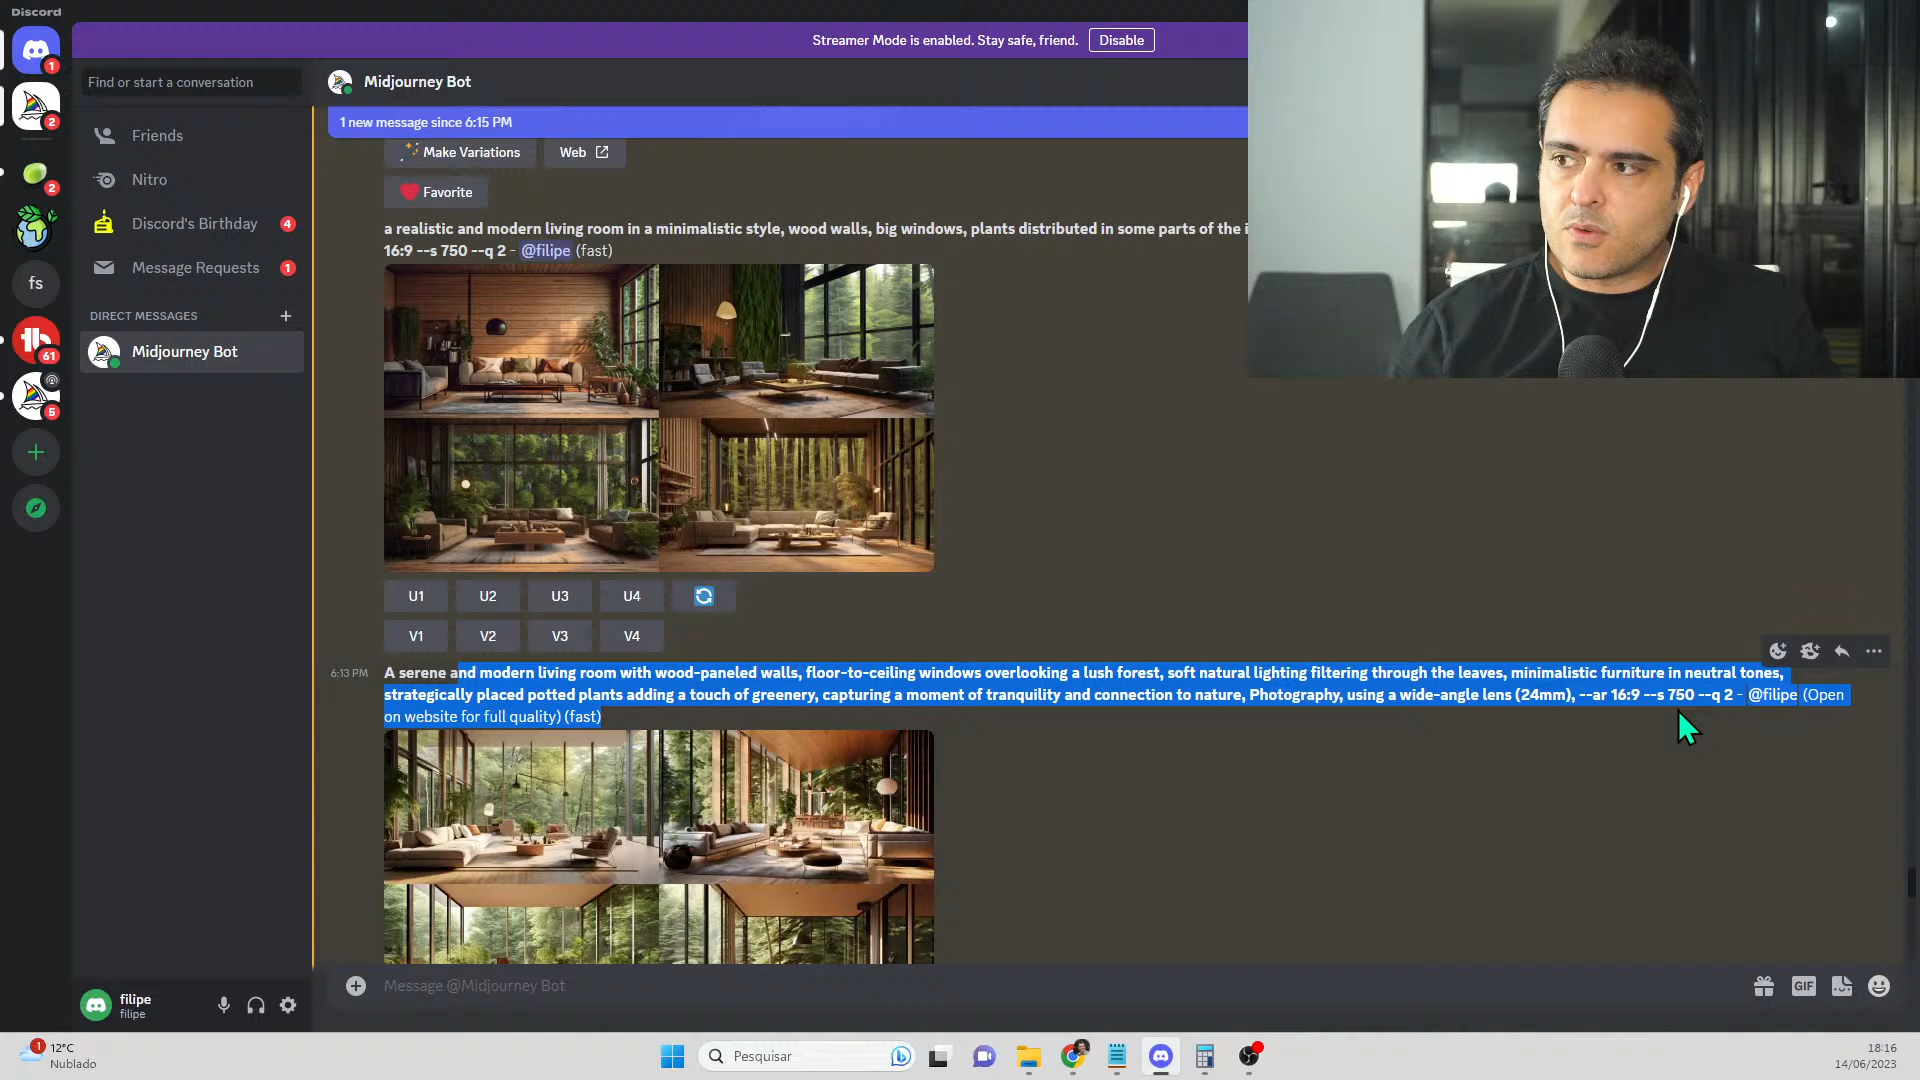 Discord
Streamer Mode is enabled. Stay safe, friend.
Disable
Find or start a conversation
Midjourney Bot
1 new message since 6:15 PM
Friends
Nitro
Discord's Birthday
4
Message Requests
1
DIRECT MESSAGES
Midjourney Bot
1
2
2
fs
61
5
Make Variations
Web
Favorite
a realistic and modern living room in a minimalistic style, wood walls, big windows, plants distributed in some parts of the i
16:9 --s 750 --q 2 - @filipe (fast)
U1
U2
U3
U4
V1
V2
V3
V4
6:13 PM
A serene and modern living room with wood-paneled walls, floor-to-ceiling windows overlooking a lush forest, soft natural lighting filtering through the leaves, minimalistic furniture in neutral tones,
strategically placed potted plants adding a touch of greenery, capturing a moment of tranquility and connection to nature, Photography, using a wide-angle lens (24mm), --ar 16:9 --s 750 --q 2 - @filipe (Open
on website for full quality) (fast)
Message @Midjourney Bot
GIF
filipe
filipe
1
12°C
Nublado
Pesquisar
18:16
14/06/2023